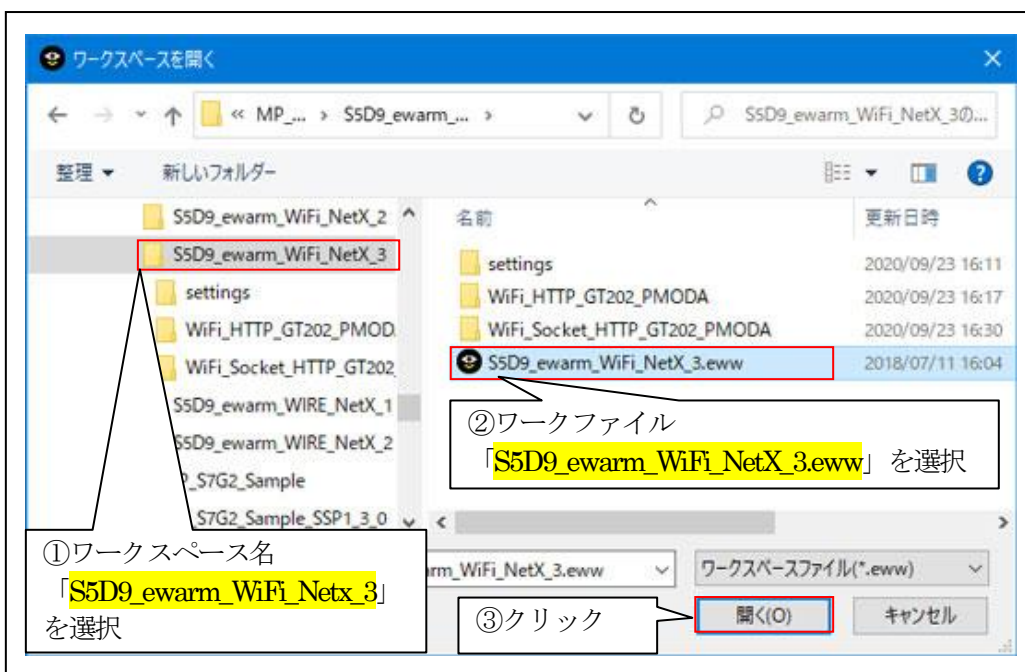 ワークスペースを開く
« MP_... › S5D9_ewarm_... ›
S5D9_ewarm_WiFi_NetX_3の...
整理
新しいフォルダー
S5D9_ewarm_WiFi_NetX_2
S5D9_ewarm_WiFi_NetX_3
settings
WiFi_HTTP_GT202_PMOD
WiFi_Socket_HTTP_GT202
S5D9_ewarm_WIRE_NetX_1
S5D9_ewarm_WIRE_NetX_2
_S7G2_Sample
S7G2_Sample_SSP1_3_0
名前 更新日時
settings 2020/09/23 16:11
WiFi_HTTP_GT202_PMODA 2020/09/23 16:17
WiFi_Socket_HTTP_GT202_PMODA 2020/09/23 16:30
S5D9_ewarm_WiFi_NetX_3.eww 2018/07/11 16:04
②ワークファイル
「S5D9_ewarm_WiFi_NetX_3.eww」を選択
①ワークスペース名
「S5D9_ewarm_WiFi_Netx_3」
を選択
rm_WiFi_NetX_3.eww
ワークスペースファイル(*.eww)
③クリック
開く(O)
キャンセル